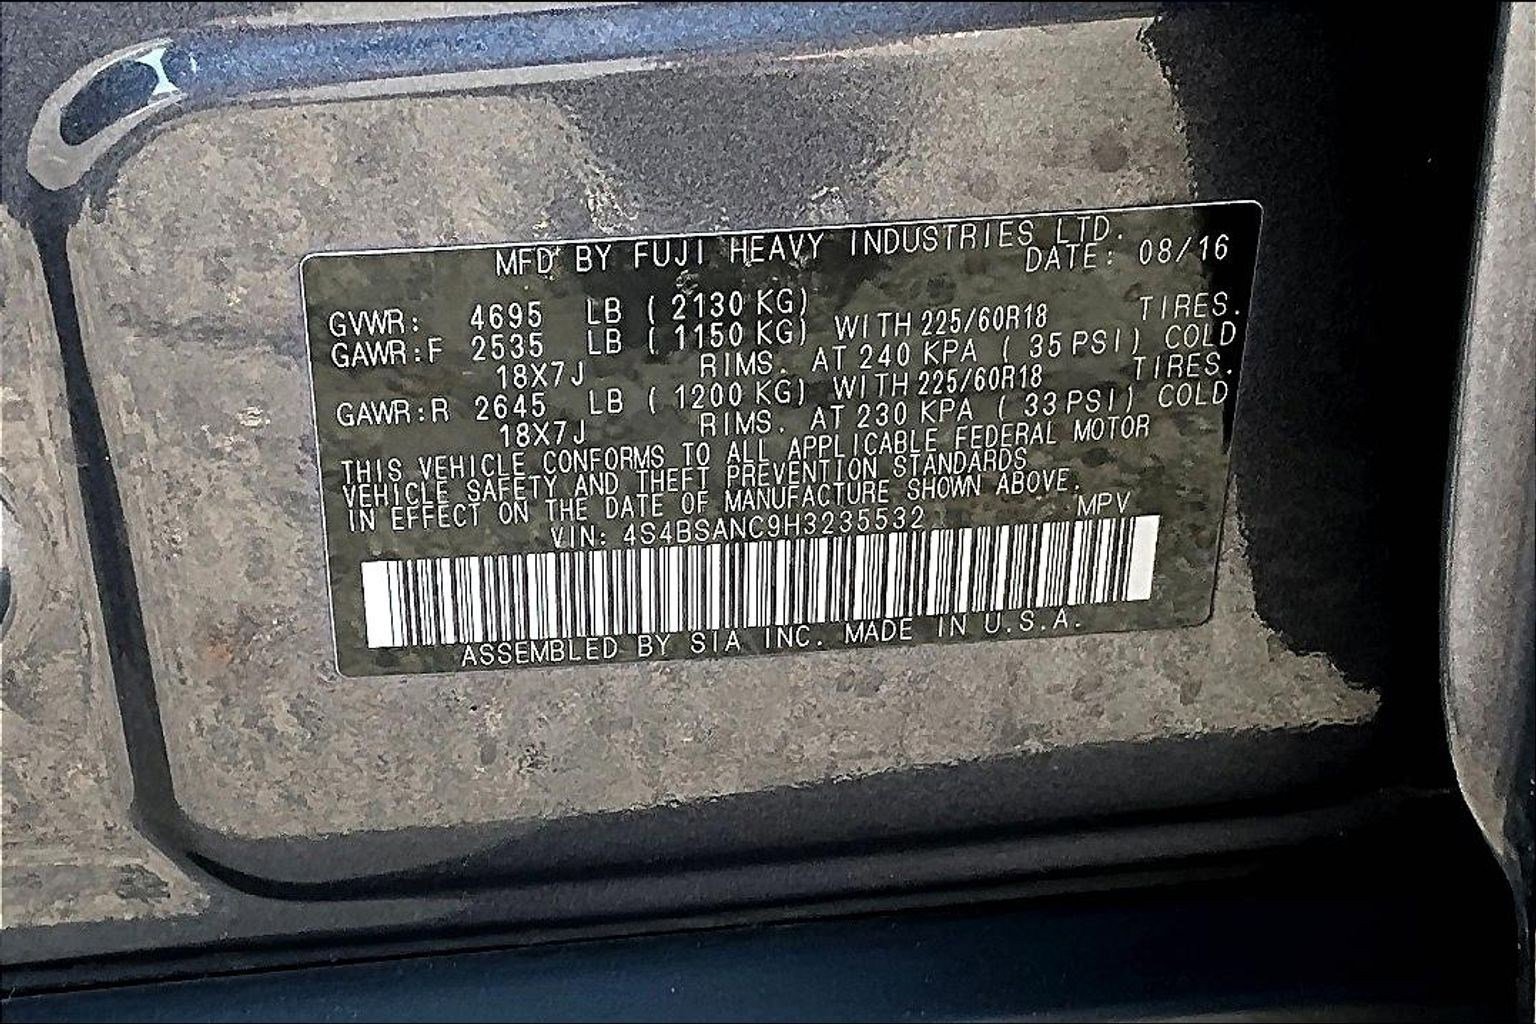 MFD BY FUJI HEAVY INDUSTRIES LTD.
DATE: 08/16
GVWR: 4695 LB ( 2130 KG)
GAWR:F 2535 LB ( 1150 KG) WITH 225/60R18 TIRES.
18X7J RIMS. AT 240 KPA ( 35 PSI) COLD
GAWR:R 2645 LB ( 1200 KG) WITH 225/60R18 TIRES.
18X7J RIMS. AT 230 KPA ( 33 PSI) COLD
THIS VEHICLE CONFORMS TO ALL APPLICABLE FEDERAL MOTOR
VEHICLE SAFETY AND THEFT PREVENTION STANDARDS
IN EFFECT ON THE DATE OF MANUFACTURE SHOWN ABOVE.
VIN: 4S4BSANC9H3235532 MPV
ASSEMBLED BY SIA INC. MADE IN U.S.A.